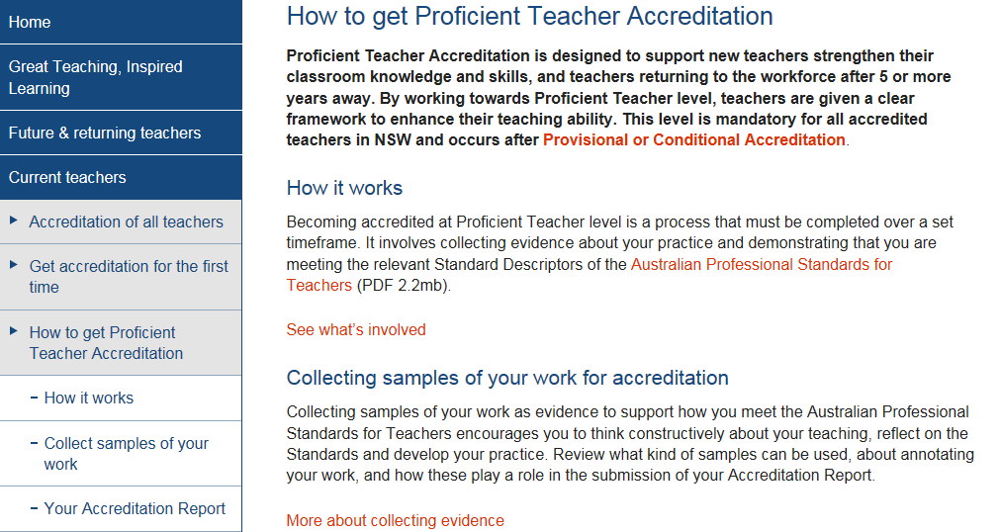 Home
Great Teaching, Inspired
Learning
Future & returning teachers
Current teachers
Accreditation of all teachers
Get accreditation for the first
time
How to get Proficient
Teacher Accreditation
– How it works
– Collect samples of your
work
– Your Accreditation Report
How to get Proficient Teacher Accreditation
Proficient Teacher Accreditation is designed to support new teachers strengthen their
classroom knowledge and skills, and teachers returning to the workforce after 5 or more
years away. By working towards Proficient Teacher level, teachers are given a clear
framework to enhance their teaching ability. This level is mandatory for all accredited
teachers in NSW and occurs after Provisional or Conditional Accreditation.
How it works
Becoming accredited at Proficient Teacher level is a process that must be completed over a set
timeframe. It involves collecting evidence about your practice and demonstrating that you are
meeting the relevant Standard Descriptors of the Australian Professional Standards for
Teachers (PDF 2.2mb).
See what's involved
Collecting samples of your work for accreditation
Collecting samples of your work as evidence to support how you meet the Australian Professional
Standards for Teachers encourages you to think constructively about your teaching, reflect on the
Standards and develop your practice. Review what kind of samples can be used, about annotating
your work, and how these play a role in the submission of your Accreditation Report.
More about collecting evidence